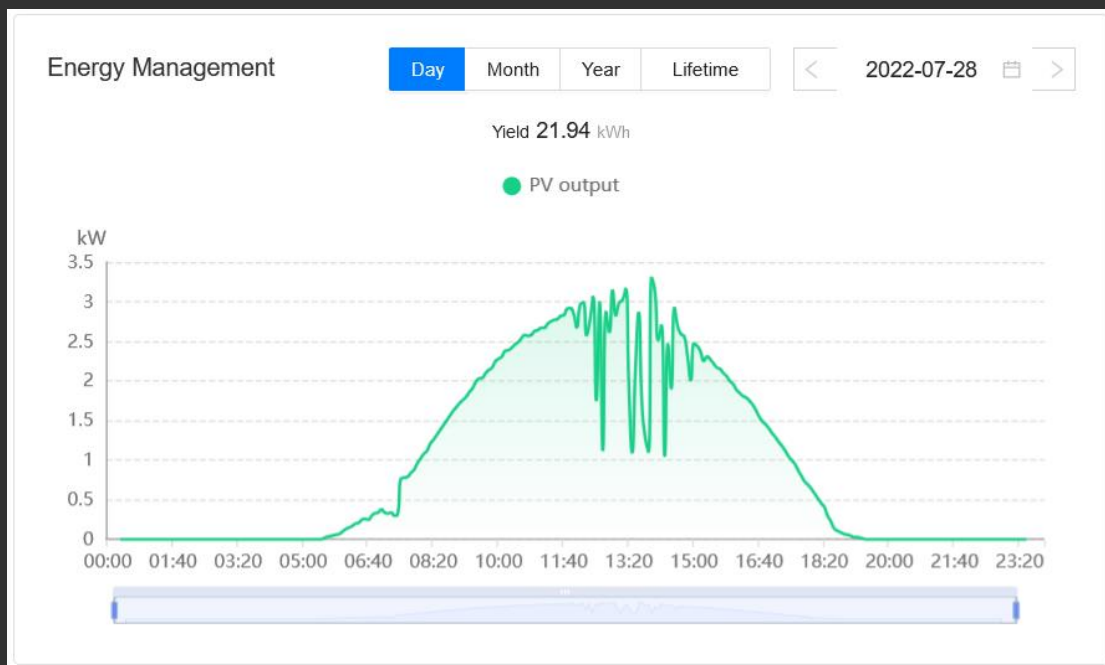 Energy Management Day Month Year Lifetime < 2022-07-28 >
Yield 21.94 kWh
PV output
kW
3.5
3
2.5
2
1.5
1
0.5
0
00:00 01:40 03:20 05:00 06:40 08:20 10:00 11:40 13:20 15:00 16:40 18:20 20:00 21:40 23:20